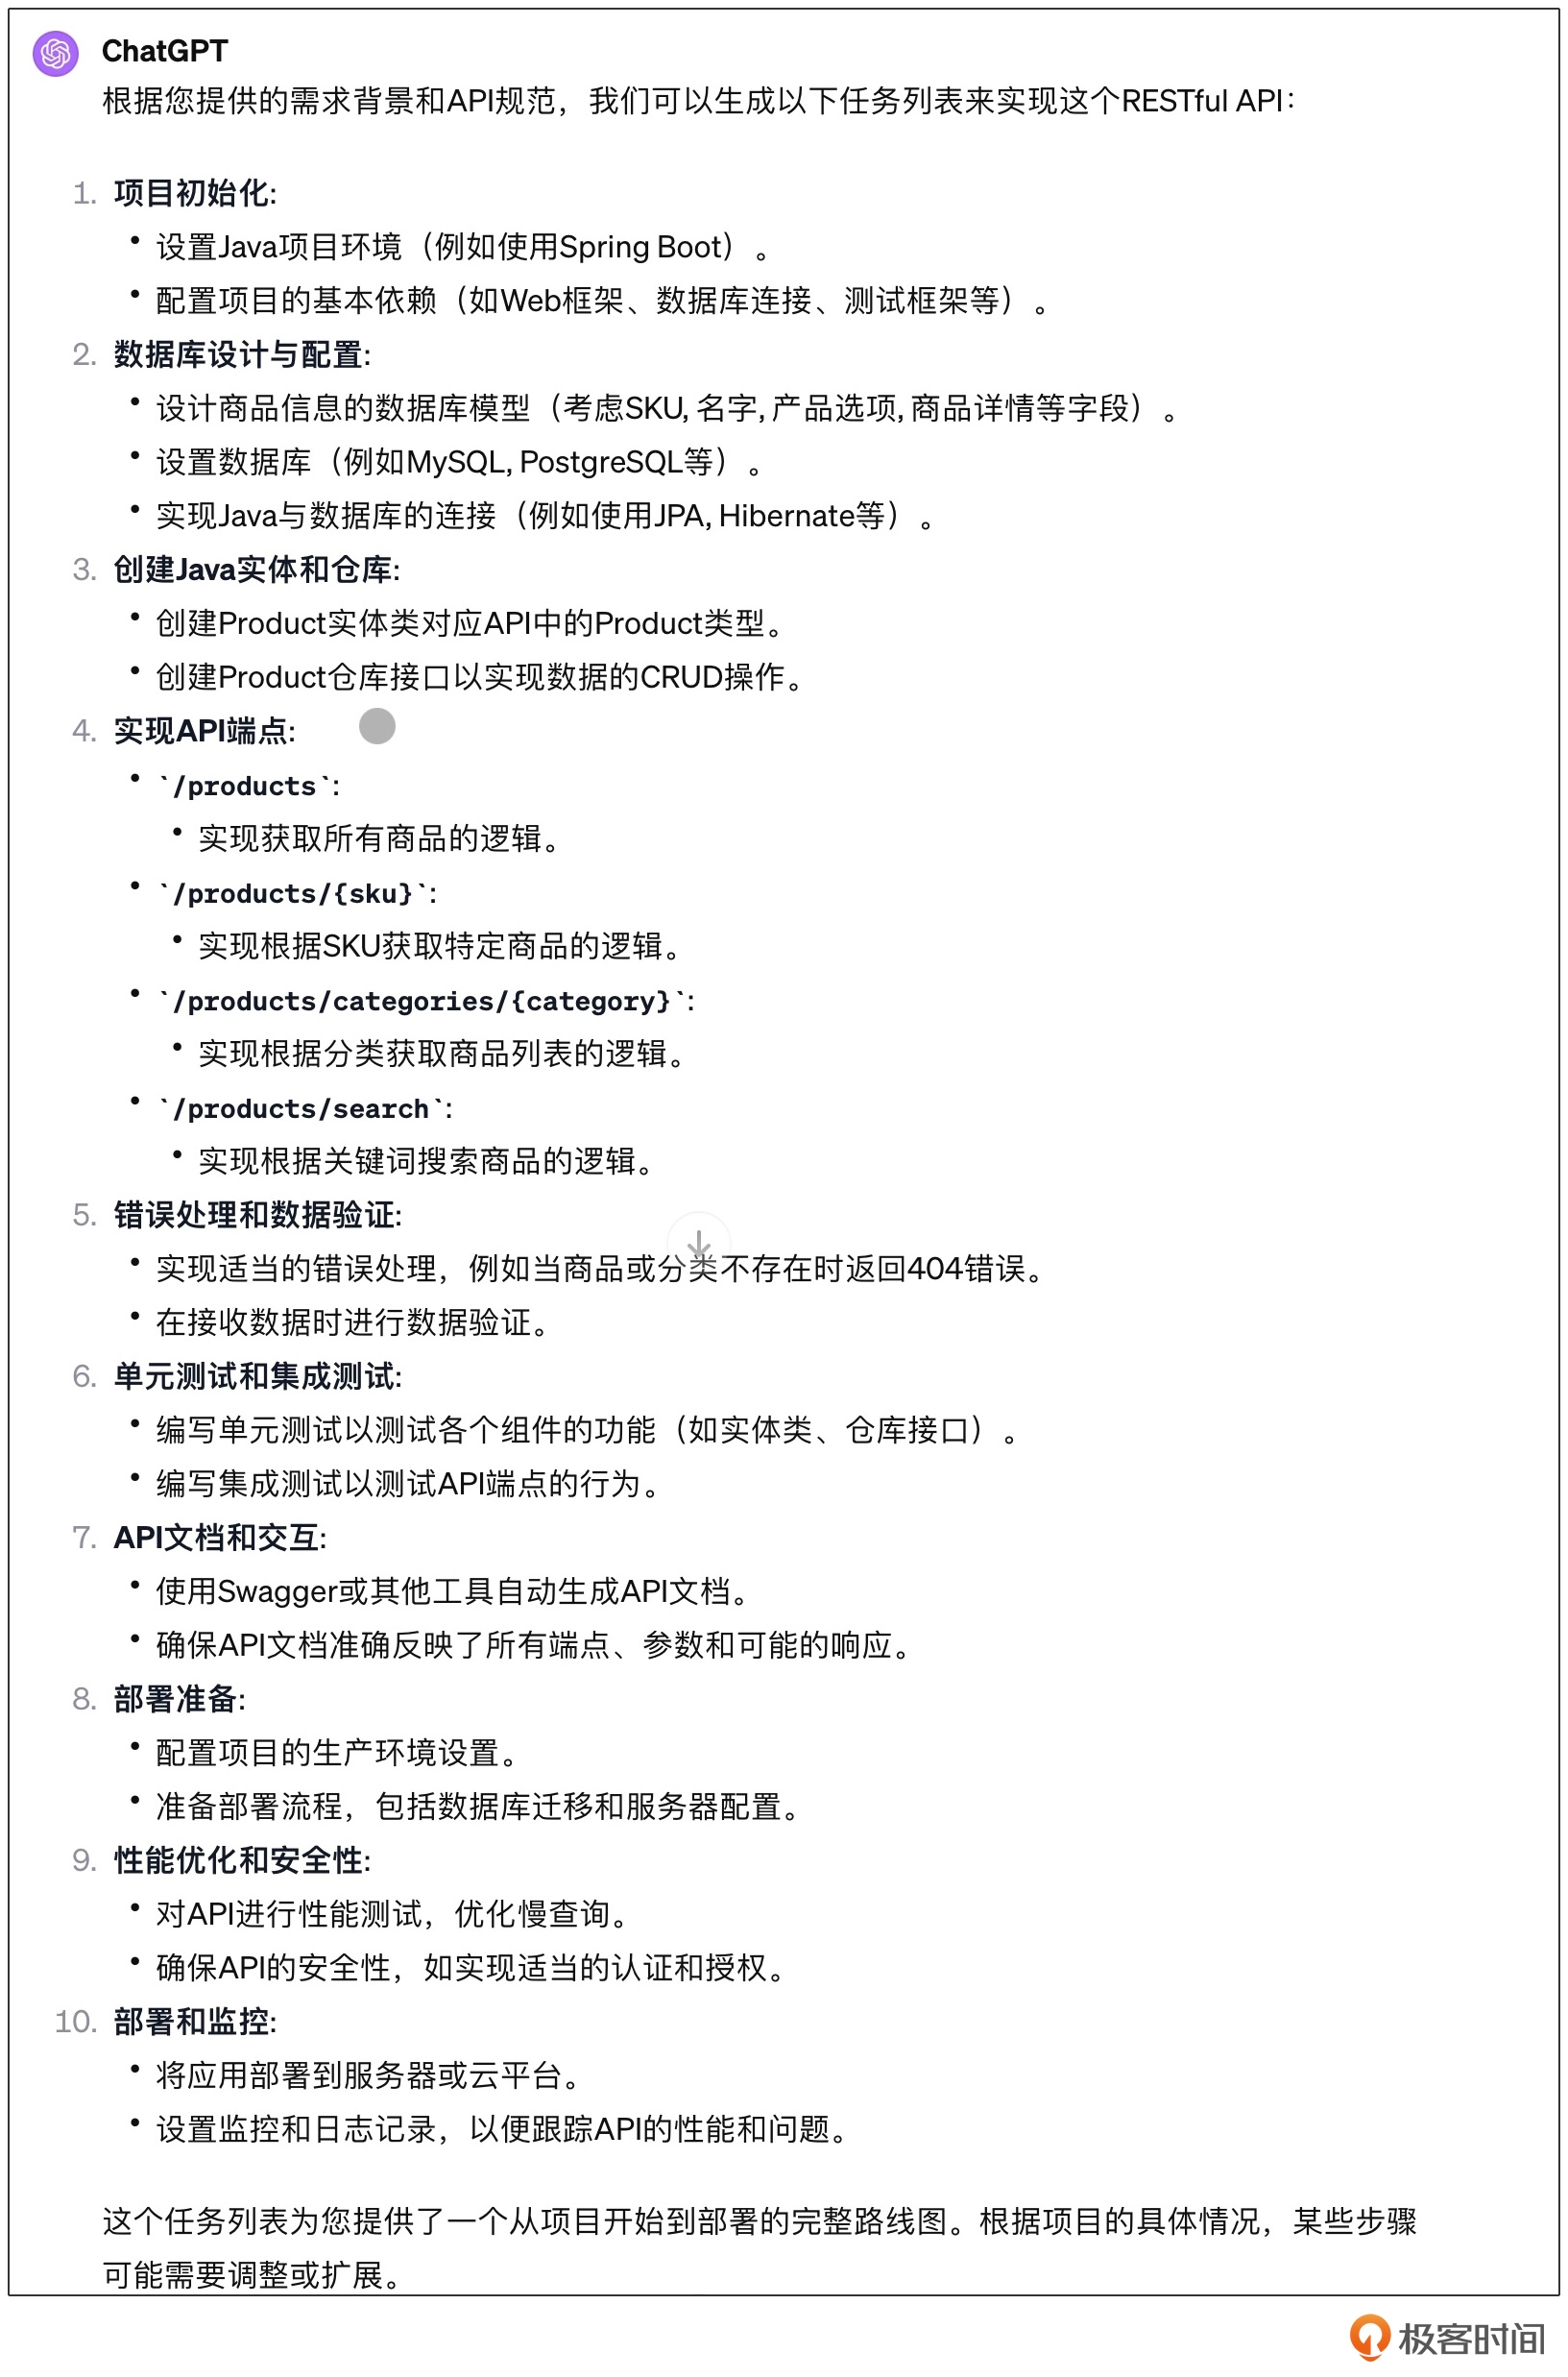 ChatGPT
根据您提供的需求背景和API规范，我们可以生成以下任务列表来实现这个RESTful API：
1. 项目初始化:
• 设置Java项目环境（例如使用Spring Boot）。
• 配置项目的基本依赖（如Web框架、数据库连接、测试框架等）。
2. 数据库设计与配置:
• 设计商品信息的数据库模型（考虑SKU, 名字, 产品选项, 商品详情等字段）。
• 设置数据库（例如MySQL, PostgreSQL等）。
• 实现Java与数据库的连接（例如使用JPA, Hibernate等）。
3. 创建Java实体和仓库:
• 创建Product实体类对应API中的Product类型。
• 创建Product仓库接口以实现数据的CRUD操作。
4. 实现API端点:
• `/products`:
• 实现获取所有商品的逻辑。
• `/products/{sku}`:
• 实现根据SKU获取特定商品的逻辑。
• `/products/categories/{category}`:
• 实现根据分类获取商品列表的逻辑。
• `/products/search`:
• 实现根据关键词搜索商品的逻辑。
5. 错误处理和数据验证:
• 实现适当的错误处理，例如当商品或分类不存在时返回404错误。
• 在接收数据时进行数据验证。
6. 单元测试和集成测试:
• 编写单元测试以测试各个组件的功能（如实体类、仓库接口）。
• 编写集成测试以测试API端点的行为。
7. API文档和交互:
• 使用Swagger或其他工具自动生成API文档。
• 确保API文档准确反映了所有端点、参数和可能的响应。
8. 部署准备:
• 配置项目的生产环境设置。
• 准备部署流程，包括数据库迁移和服务器配置。
9. 性能优化和安全性:
• 对API进行性能测试，优化慢查询。
• 确保API的安全性，如实现适当的认证和授权。
10. 部署和监控:
• 将应用部署到服务器或云平台。
• 设置监控和日志记录，以便跟踪API的性能和问题。
这个任务列表为您提供了一个从项目开始到部署的完整路线图。根据项目的具体情况，某些步骤
可能需要调整或扩展。
极客时间